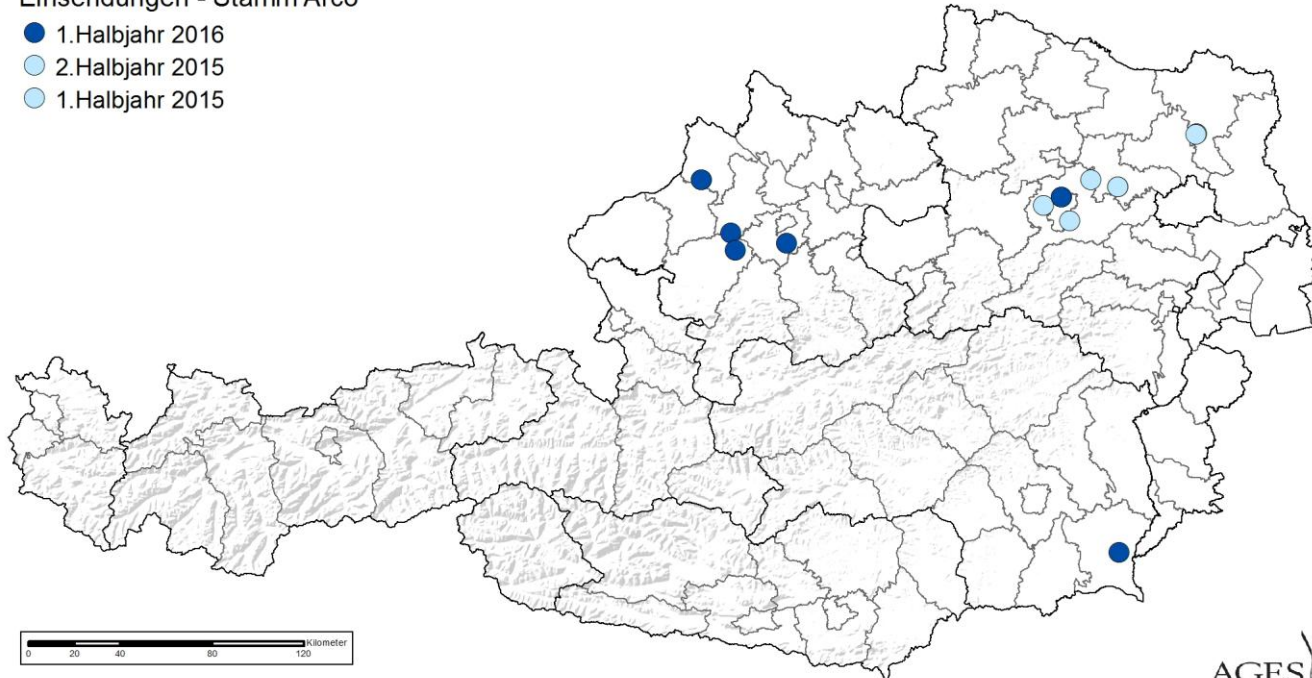 Einsendungen - Stamm Arco
1.Halbjahr 2016
2.Halbjahr 2015
1.Halbjahr 2015
Kilometer
0 20 40 80 120
AGES